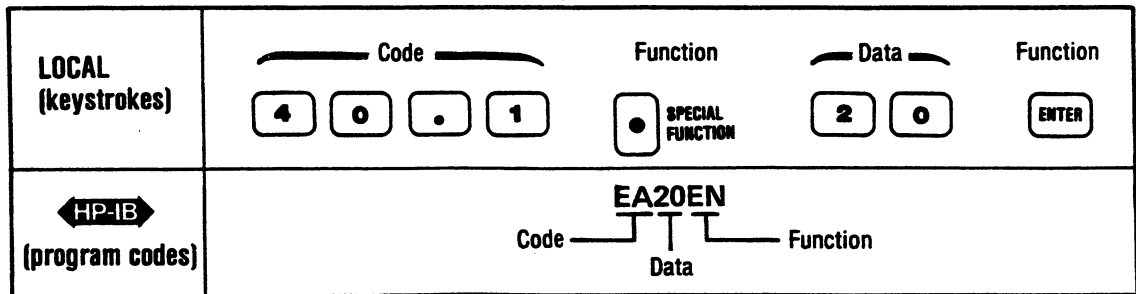 LOCAL
(keystrokes)
Code Function Data Function
4 0 . 1 SPECIAL FUNCTION 2 0 ENTER
HP-IB
(program codes)
EA20EN
Code Function
Data